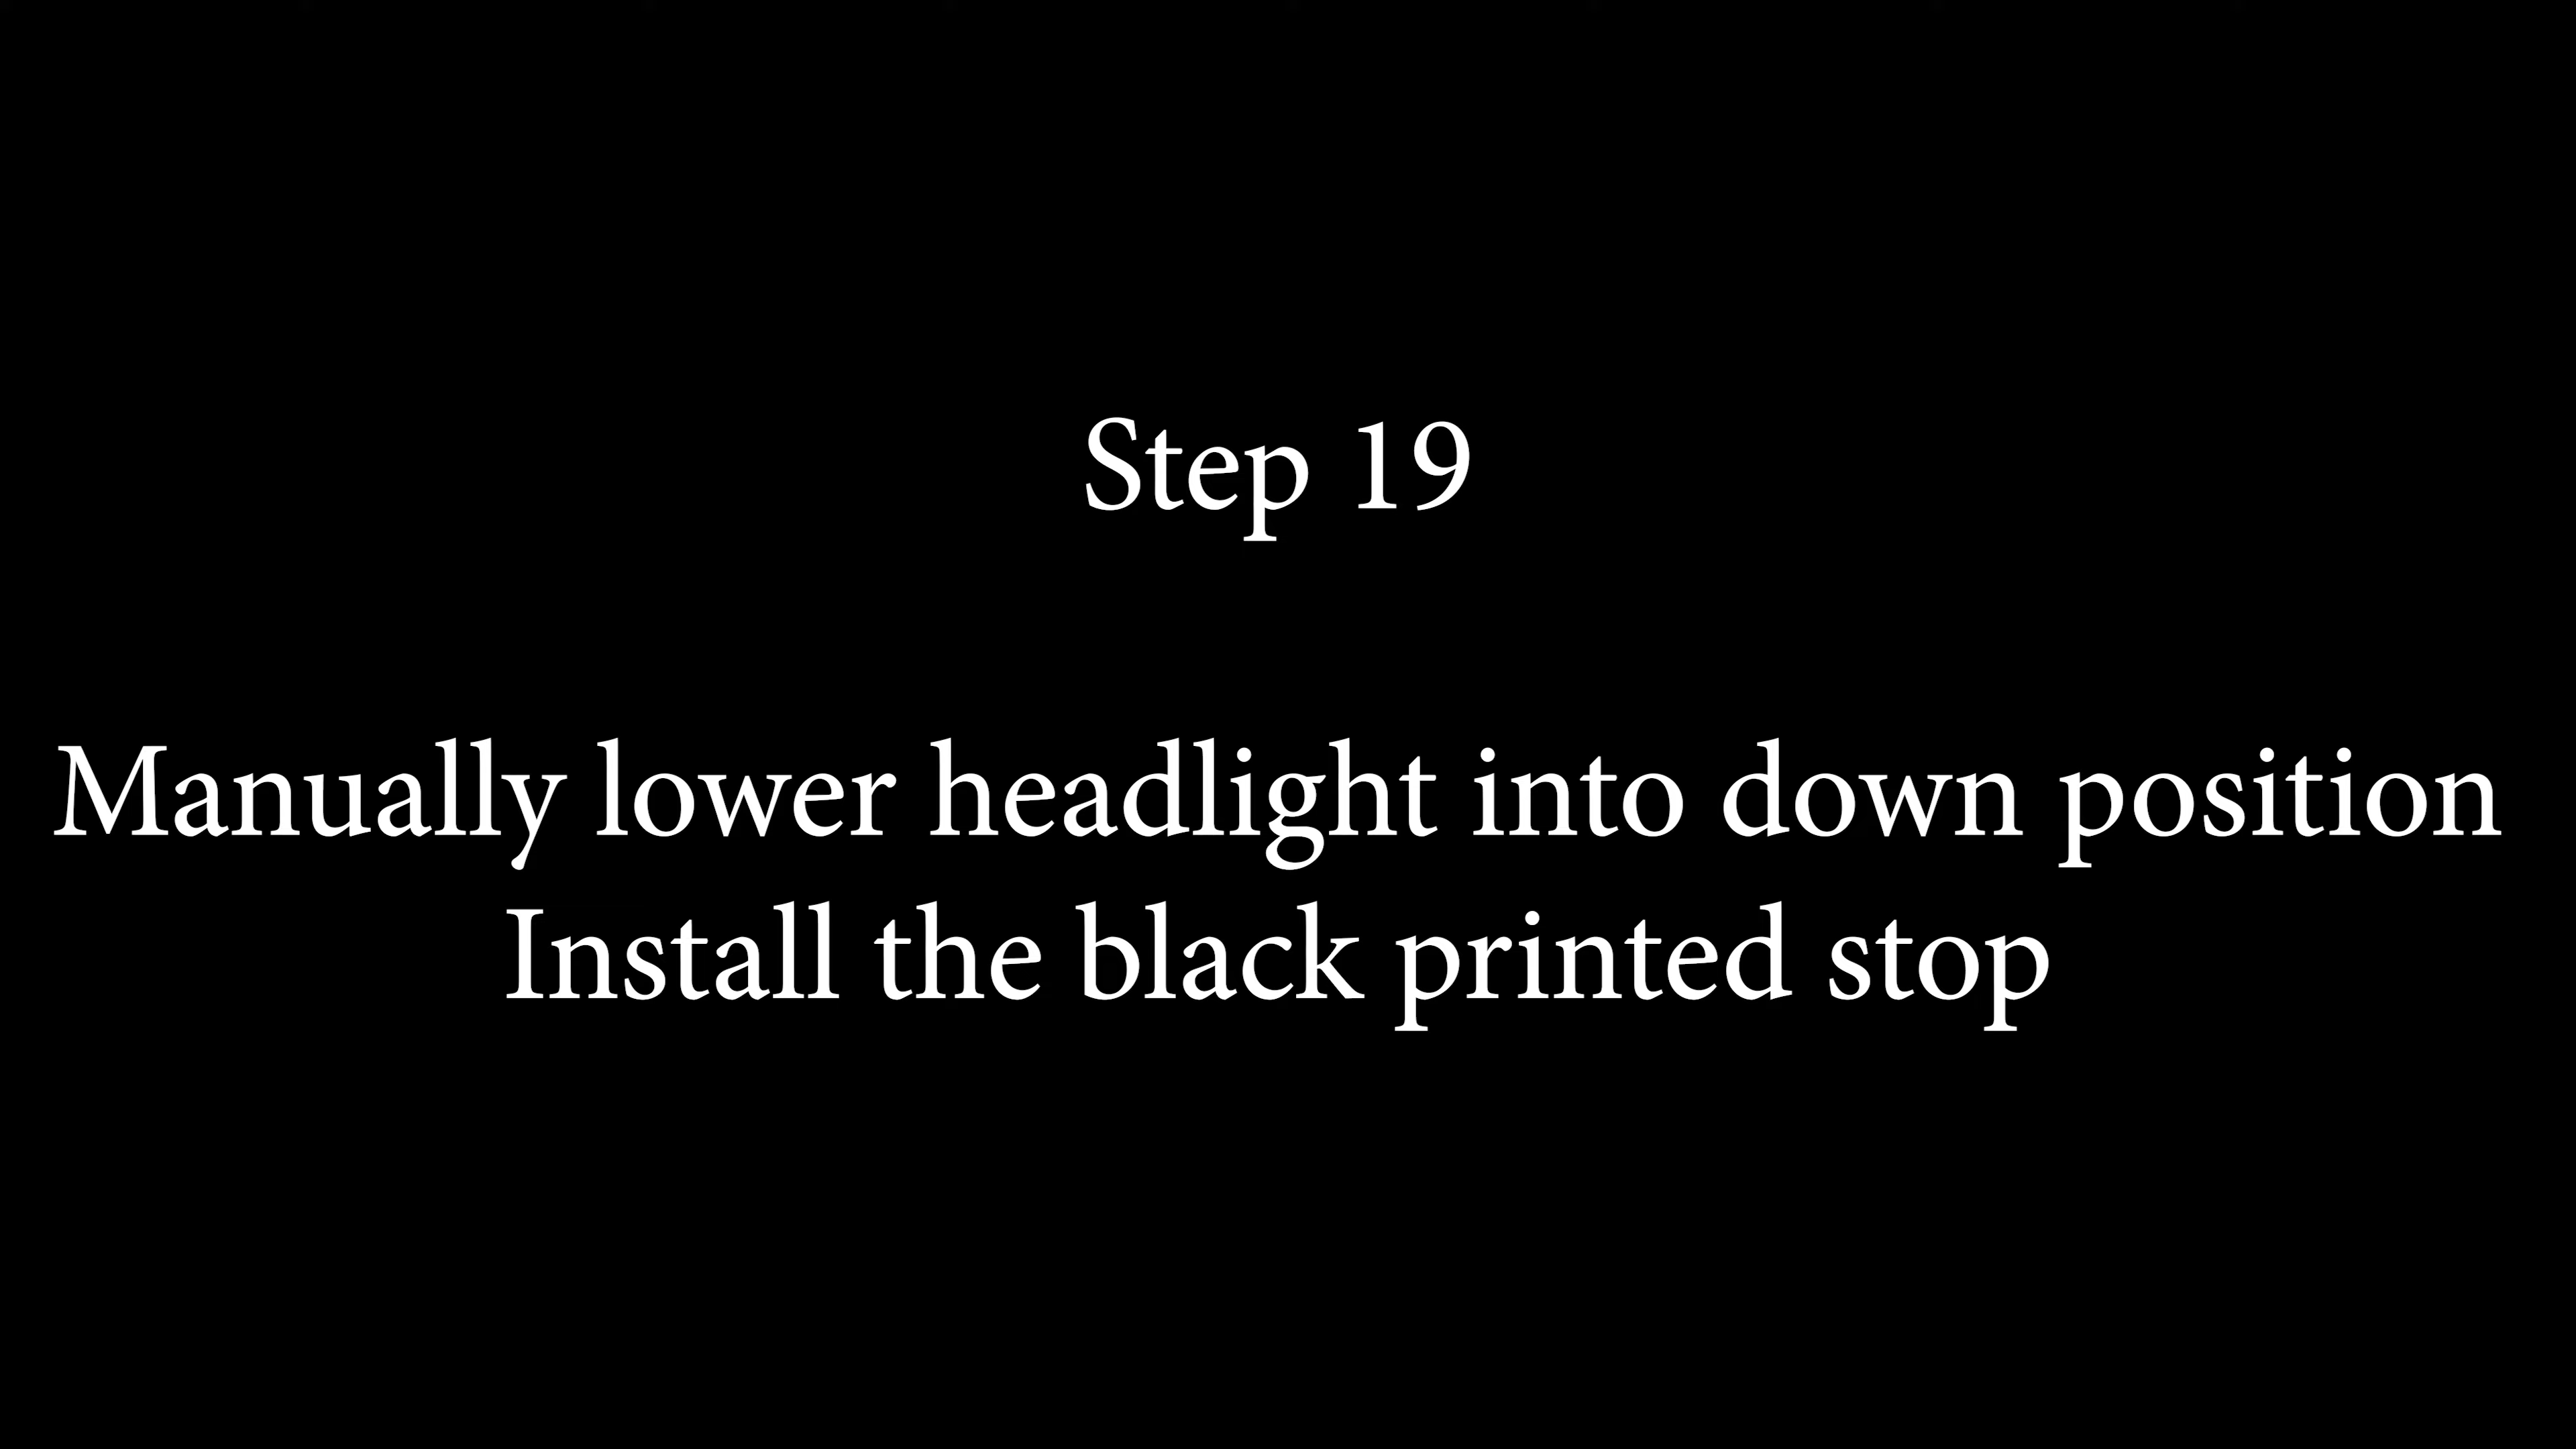 Step 19
Manually lower headlight into down position
Install the black printed stop